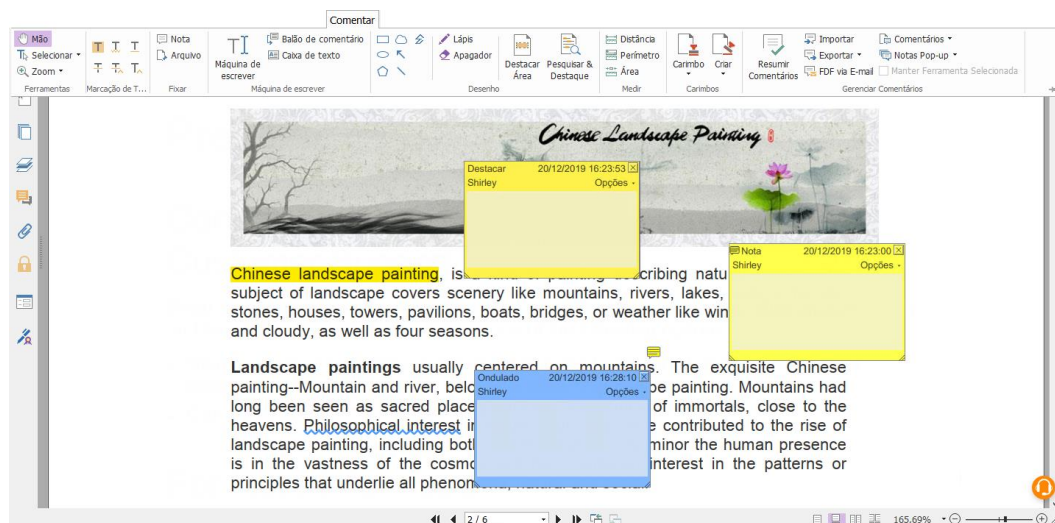 Comentar
Mão
Selecionar
Zoom
Ferramentas
Marcação de T...
Nota
Arquivo
Fixar
Máquina de escrever
Balão de comentário
Caixa de texto
Máquina de escrever
Lápis
Apagador
Destacar Área
Pesquisar & Destaque
Desenho
Distância
Perímetro
Área
Medir
Carimbo
Criar
Carimbos
Resumir Comentários
Importar
Exportar
FDF via E-mail
Comentários
Notas Pop-up
Manter Ferramenta Selecionada
Gerenciar Comentários
Chinese Landscape Painting
Destacar 20/12/2019 16:23:53
Shirley Opções
Nota 20/12/2019 16:23:00
Shirley Opções
Chinese landscape painting, is
cribing natu
subject of landscape covers scenery like mountains, rivers, lakes,
stones, houses, towers, pavilions, boats, bridges, or weather like win
and cloudy, as well as four seasons.
Landscape paintings usually centered on mountains. The exquisite Chinese
Ondulado 20/12/2019 16:28:10
Shirley Opções
painting--Mountain and river, belo pe painting. Mountains had
long been seen as sacred place of immortals, close to the
heavens. Philosophical interest i e contributed to the rise of
landscape painting, including bot minor the human presence
is in the vastness of the cosmo interest in the patterns or
principles that underlie all phenomena, natural and social.
2 / 6
165.69%